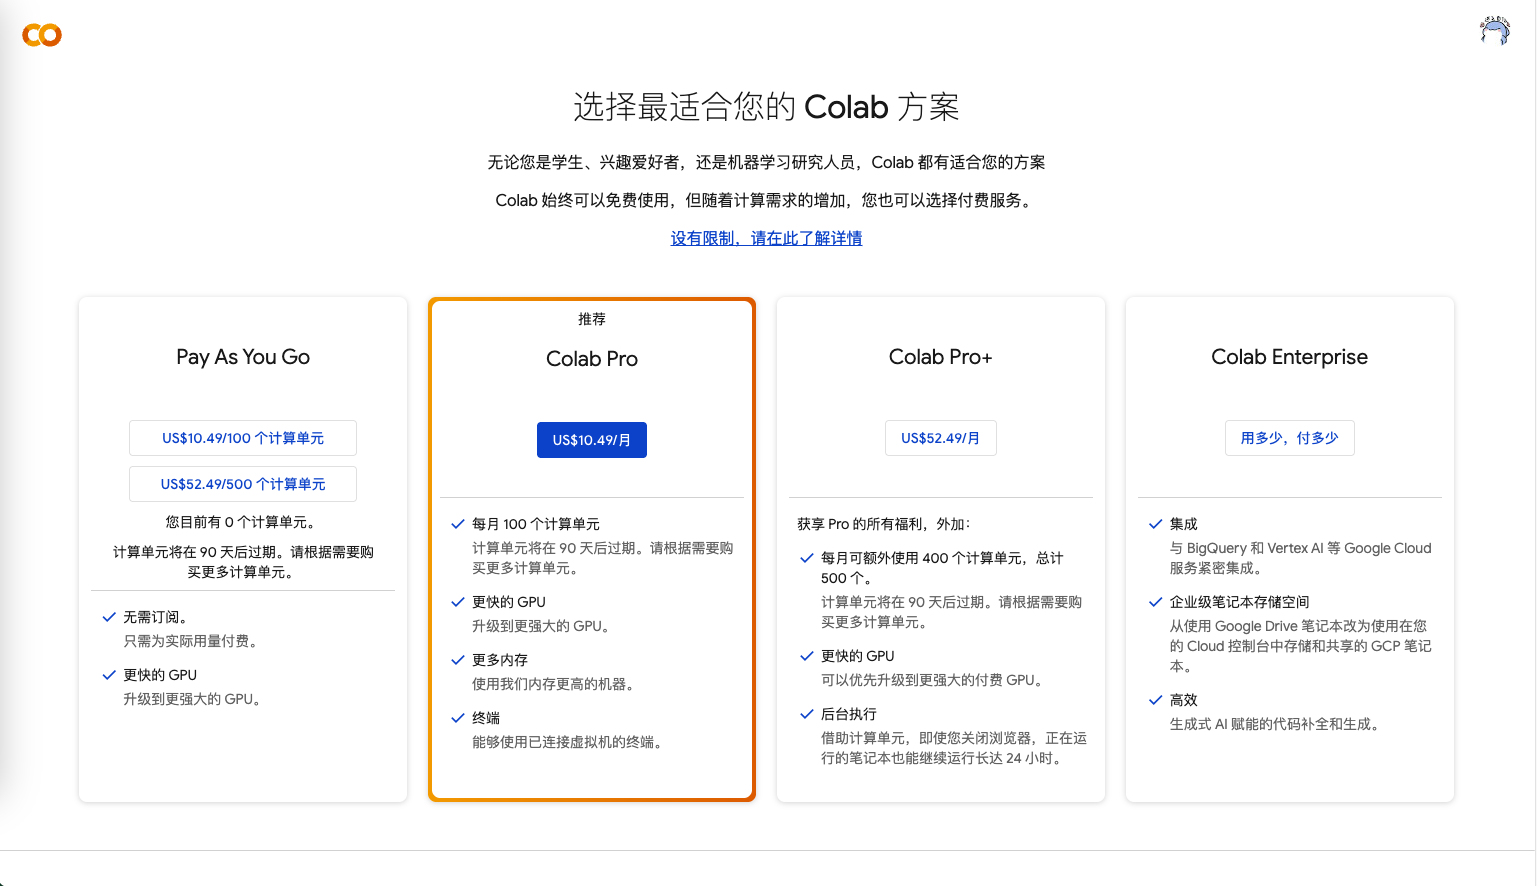 选择最适合您的 Colab 方案
无论您是学生、兴趣爱好者，还是机器学习研究人员，Colab 都有适合您的方案
Colab 始终可以免费使用，但随着计算需求的增加，您也可以选择付费服务。
设有限制，请在此了解详情
Pay As You Go
US$10.49/100 个计算单元
US$52.49/500 个计算单元
您目前有 0 个计算单元。
计算单元将在 90 天后过期。请根据需要购
买更多计算单元。
无需订阅。
只需为实际用量付费。
更快的 GPU
升级到更强大的 GPU。
推荐
Colab Pro
US$10.49/月
每月 100 个计算单元
计算单元将在 90 天后过期。请根据需要购
买更多计算单元。
更快的 GPU
升级到更强大的 GPU。
更多内存
使用我们内存更高的机器。
终端
能够使用已连接虚拟机的终端。
Colab Pro+
US$52.49/月
获享 Pro 的所有福利，外加：
每月可额外使用 400 个计算单元，总计
500 个。
计算单元将在 90 天后过期。请根据需要购
买更多计算单元。
更快的 GPU
可以优先升级到更强大的付费 GPU。
后台执行
借助计算单元，即使您关闭浏览器，正在运
行的笔记本也能继续运行长达 24 小时。
Colab Enterprise
用多少，付多少
集成
与 BigQuery 和 Vertex AI 等 Google Cloud
服务紧密集成。
企业级笔记本存储空间
从使用 Google Drive 笔记本改为使用在您
的 Cloud 控制台中存储和共享的 GCP 笔记
本。
高效
生成式 AI 赋能的代码补全和生成。